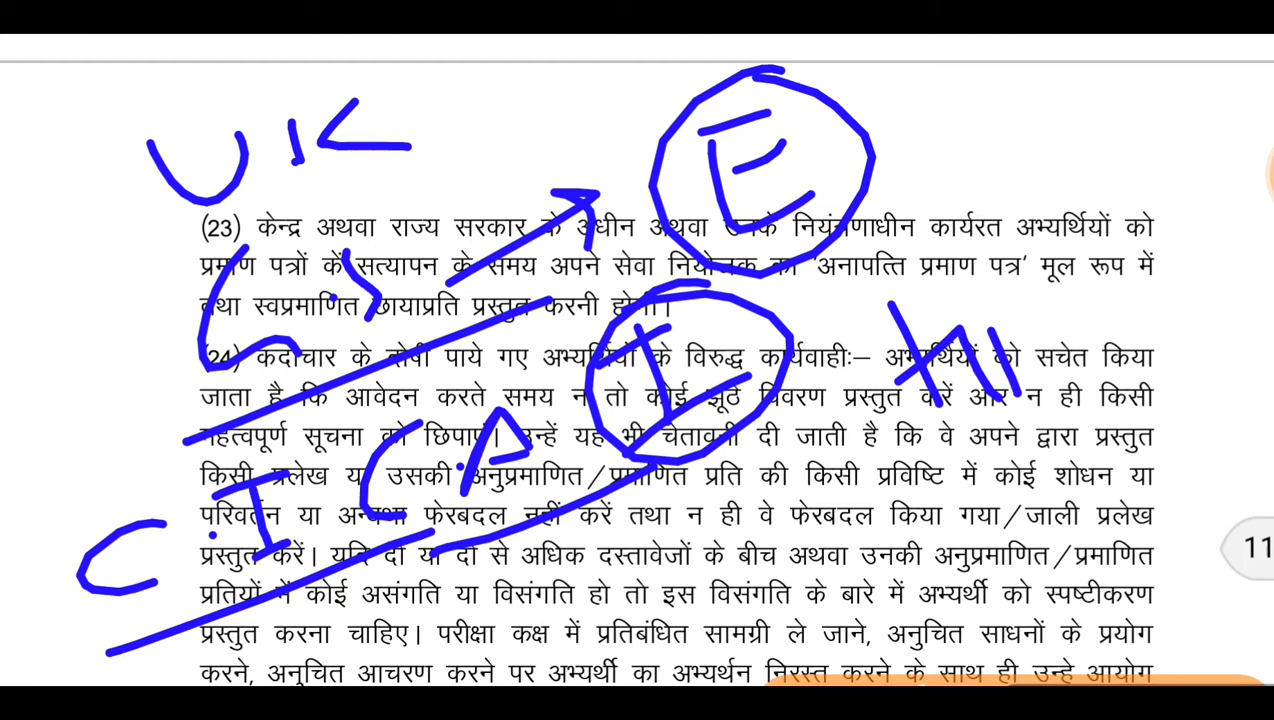 UK
E
(23) केन्द्र अथवा राज्य सरकार के अधीन अथवा उनके नियंत्रणाधीन कार्यरत अभ्यर्थियों को
प्रमाण पत्रों के सत्यापन के समय अपने सेवा नियोजक का 'अनापत्ति प्रमाण पत्र' मूल रूप में
तथा स्वप्रमाणित छायाप्रति प्रस्तुत करनी होगी।
(24) कदाचार के दोषी पाये गए अभ्यर्थियों के विरुद्ध कार्यवाहीः– अभ्यर्थियों को सचेत किया
जाता है कि आवेदन करते समय न तो कोई झूठे विवरण प्रस्तुत करें और न ही किसी
महत्वपूर्ण सूचना को छिपाएं। उन्हें यह भी चेतावनी दी जाती है कि वे अपने द्वारा प्रस्तुत
किसी प्रलेख या उसकी अनुप्रमाणित/प्रमाणित प्रति की किसी प्रविष्टि में कोई शोधन या
परिवर्तन या अन्यथा फेरबदल नहीं करें तथा न ही वे फेरबदल किया गया/जाली प्रलेख
C.I
CA
प्रस्तुत करें। यदि दो या दो से अधिक दस्तावेजों के बीच अथवा उनकी अनुप्रमाणित/प्रमाणित
11
प्रतियों में कोई असंगति या विसंगति हो तो इस विसंगति के बारे में अभ्यर्थी को स्पष्टीकरण
प्रस्तुत करना चाहिए। परीक्षा कक्ष में प्रतिबंधित सामग्री ले जाने, अनुचित साधनों के प्रयोग
करने, अनुचित आचरण करने पर अभ्यर्थी का अभ्यर्थन निरस्त करने के साथ ही उन्हे आयोग